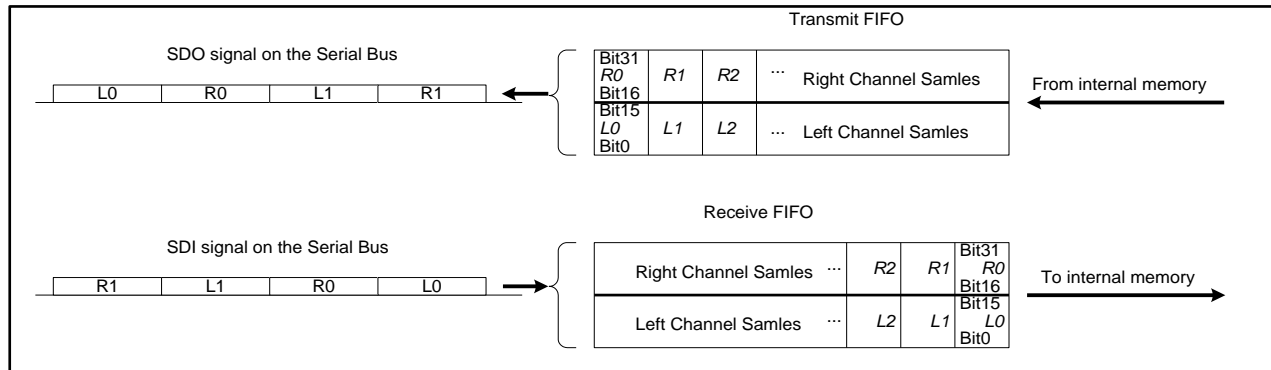 Transmit FIFO
SDO signal on the Serial Bus
L0 R0 L1 R1
Bit31
R0
Bit16
R1 R2 ... Right Channel Samles
Bit15
L0
Bit0
L1 L2 ... Left Channel Samles
From internal memory
Receive FIFO
SDI signal on the Serial Bus
R1 L1 R0 L0
Right Channel Samles ... R2 R1
Bit31
R0
Bit16
Left Channel Samles ... L2 L1
Bit15
L0
Bit0
To internal memory